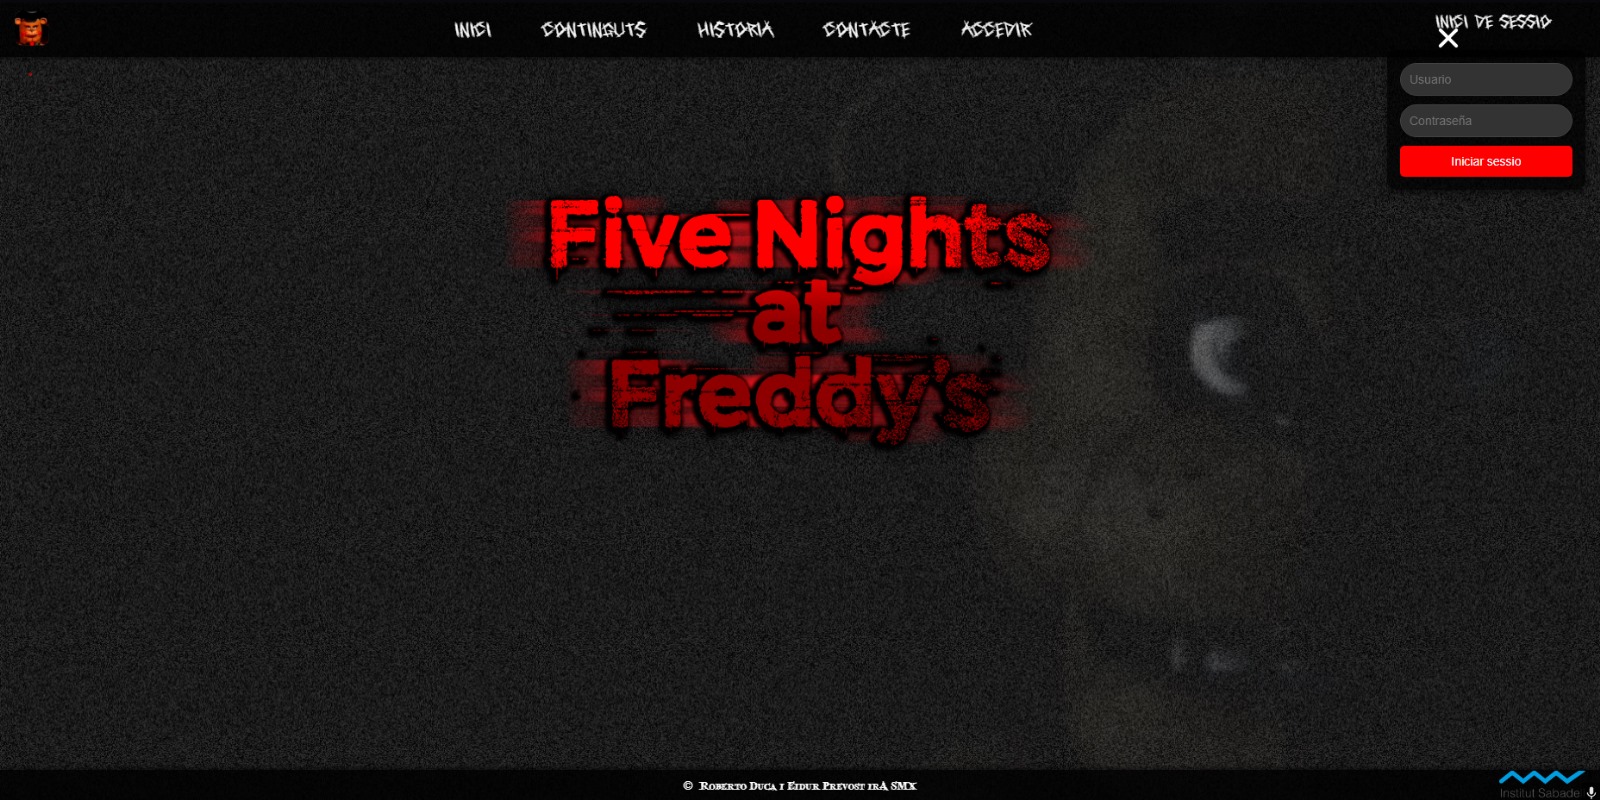 INICI
CONTINGUTS
HISTORIA
CONTACTE
ACCEDIR
INICI DE SESSIO
Usuario
Contraseña
Iniciar sessio
Five Nights
at
Freddy's
© Roberto Duca i Eidur Prevost 1rA SMX
Institut Sabade